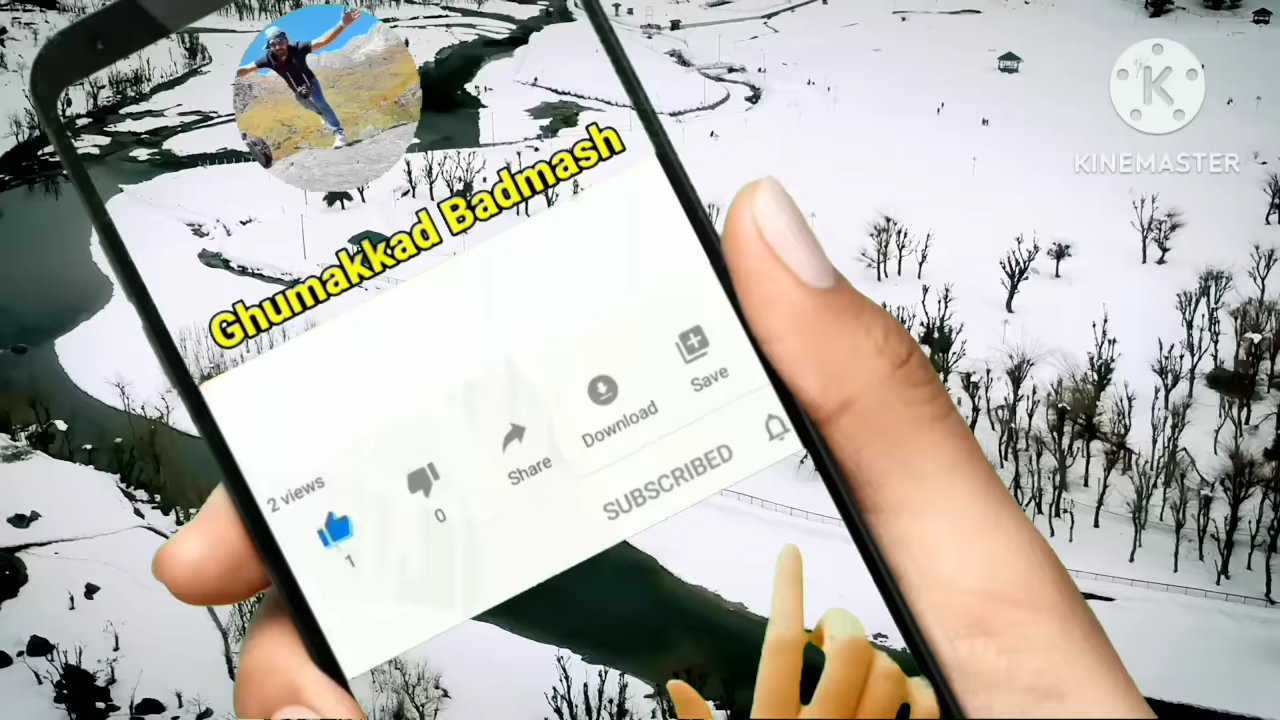 K
KINEMASTER
Ghumakkad Badmash
2 views
1
0
Share
Download
Save
SUBSCRIBED